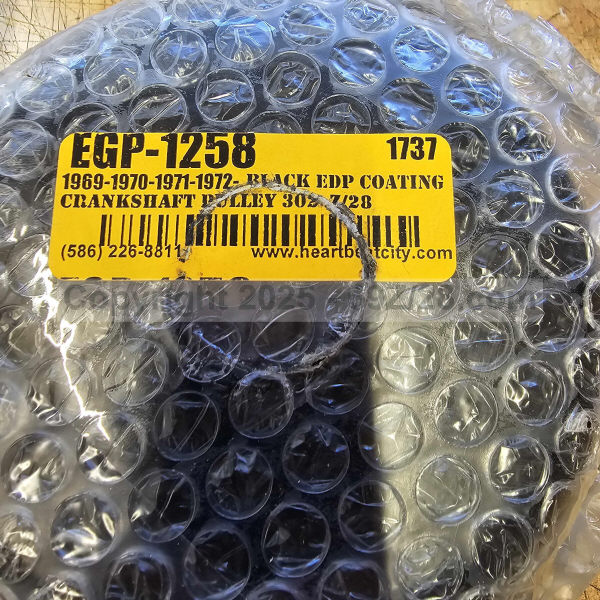 EGP-1258 1737
1969-1970-1971-1972- BLACK EDP COATING
CRANKSHAFT PULLEY 302 Z/28
(586) 226-8811 www.heartbeatcity.com
Copyright 2025